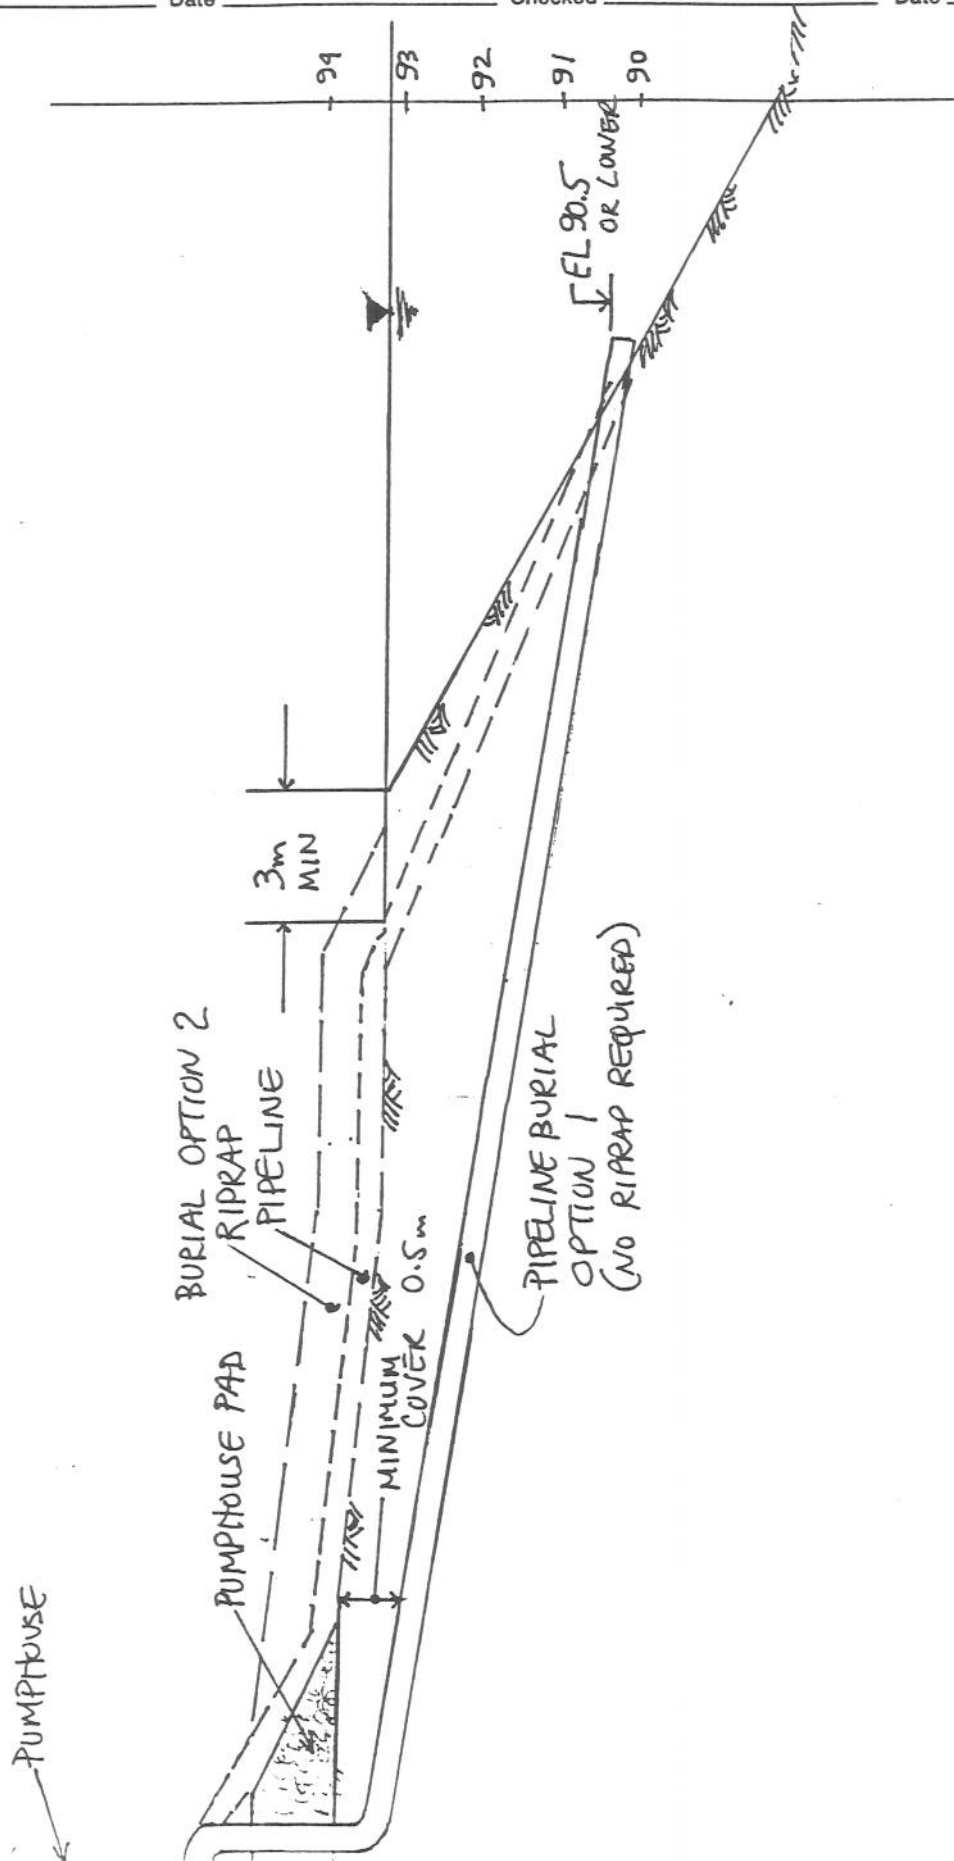 Date
Checked
Date
94
93
92
91
90
EL 90.5
OR LOWER
3m
MIN
BURIAL OPTION 2
RIPRAP
PIPELINE
PUMPHOUSE PAD
MINIMUM
COVER 0.5m
PIPELINE BURIAL
OPTION 1
(NO RIPRAP REQUIRED)
PUMPHOUSE